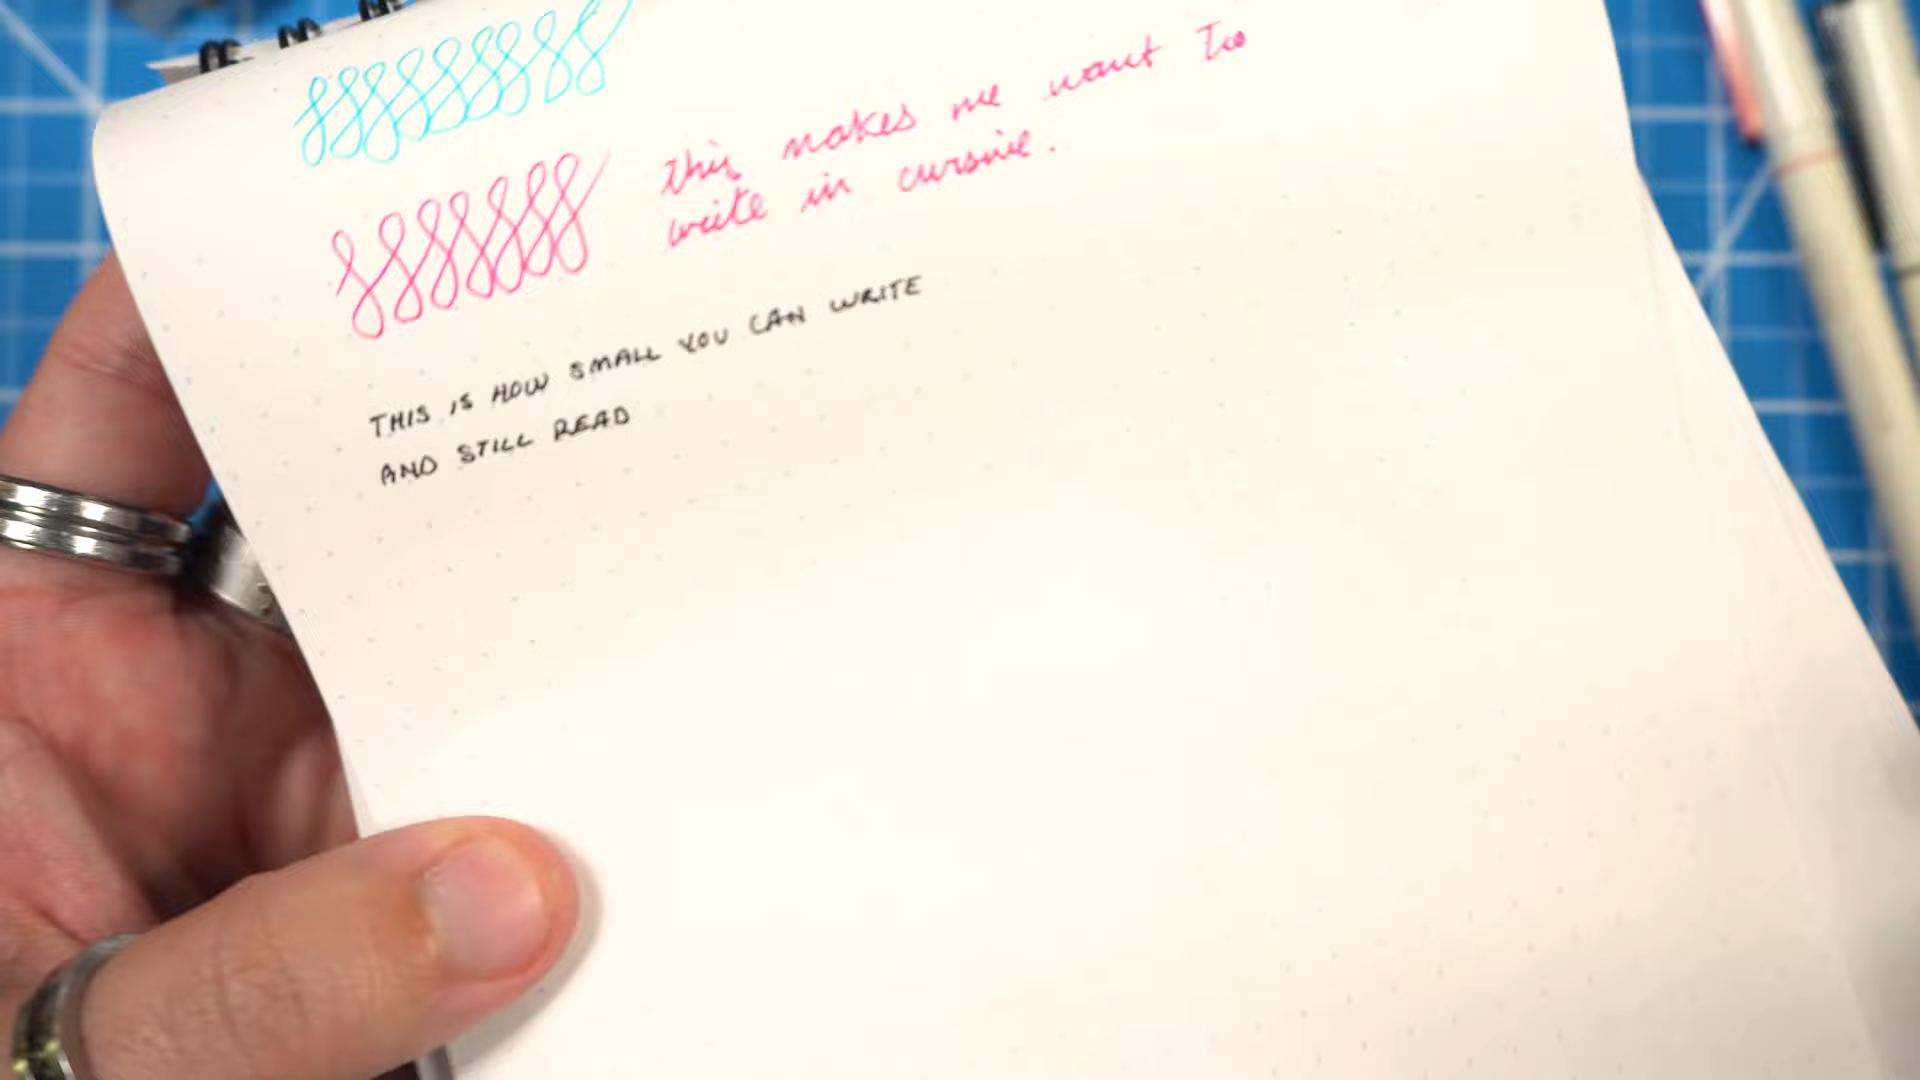 this makes me want to
write in cursive.
THIS IS HOW SMALL YOU CAN WRITE
AND STILL READ